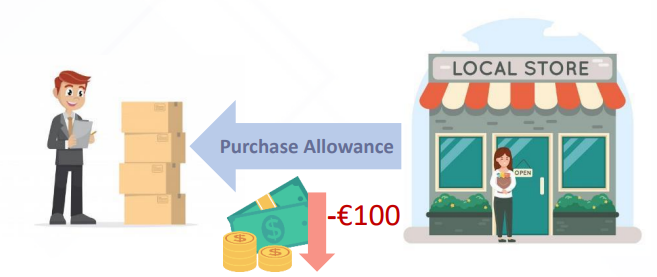 LOCAL STORE
Purchase Allowance
OPEN
-€100